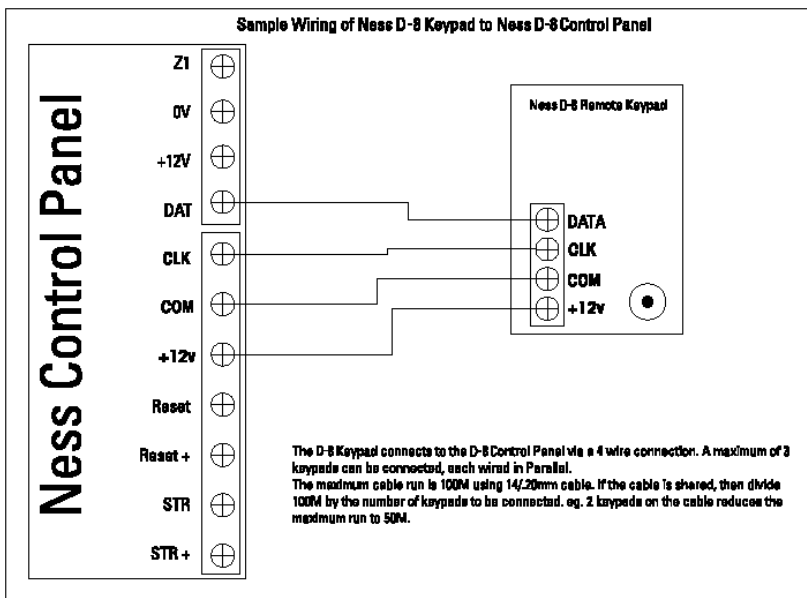 Sample Wiring of Ness D-8 Keypad to Ness D-8 Control Panel
Ness Control Panel
Z1
0V
+12V
DAT
CLK
COM
+12v
Reset
Reset +
STR
STR +
Ness D-8 Remote Keypad
DATA
CLK
COM
+12v
The D-8 Keypad connects to the D-8 Control Panel via a 4 wire connection. A maximum of 3
keypads can be connected, each wired in Parallel.
The maximum cable run is 100M using 14/.20mm cable. If the cable is shared, then divide
100M by the number of keypads to be connected. eg. 2 keypads on the cable reduces the
maximum run to 50M.